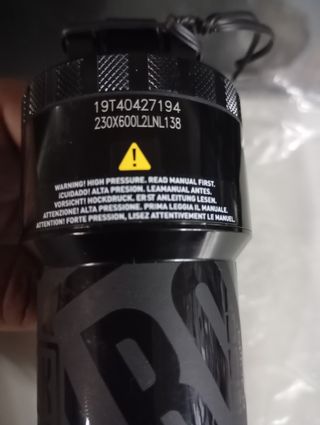 19T40427194
230X600L2LNL138
WARNING! HIGH PRESSURE. READ MANUAL FIRST.
¡CUIDADO! ALTA PRESION. LEAMANUAL ANTES.
VORSICHT! HOCKDRUCK. ERST ANLEITUNG LESEN.
ATTENZIONE! ALTA PRESSIONE. PRIMA LEGGIA IL MANUALE.
ATTENTION! FORTE PRESSION, LISEZ ATTENTIVEMENT LE MANUEL.